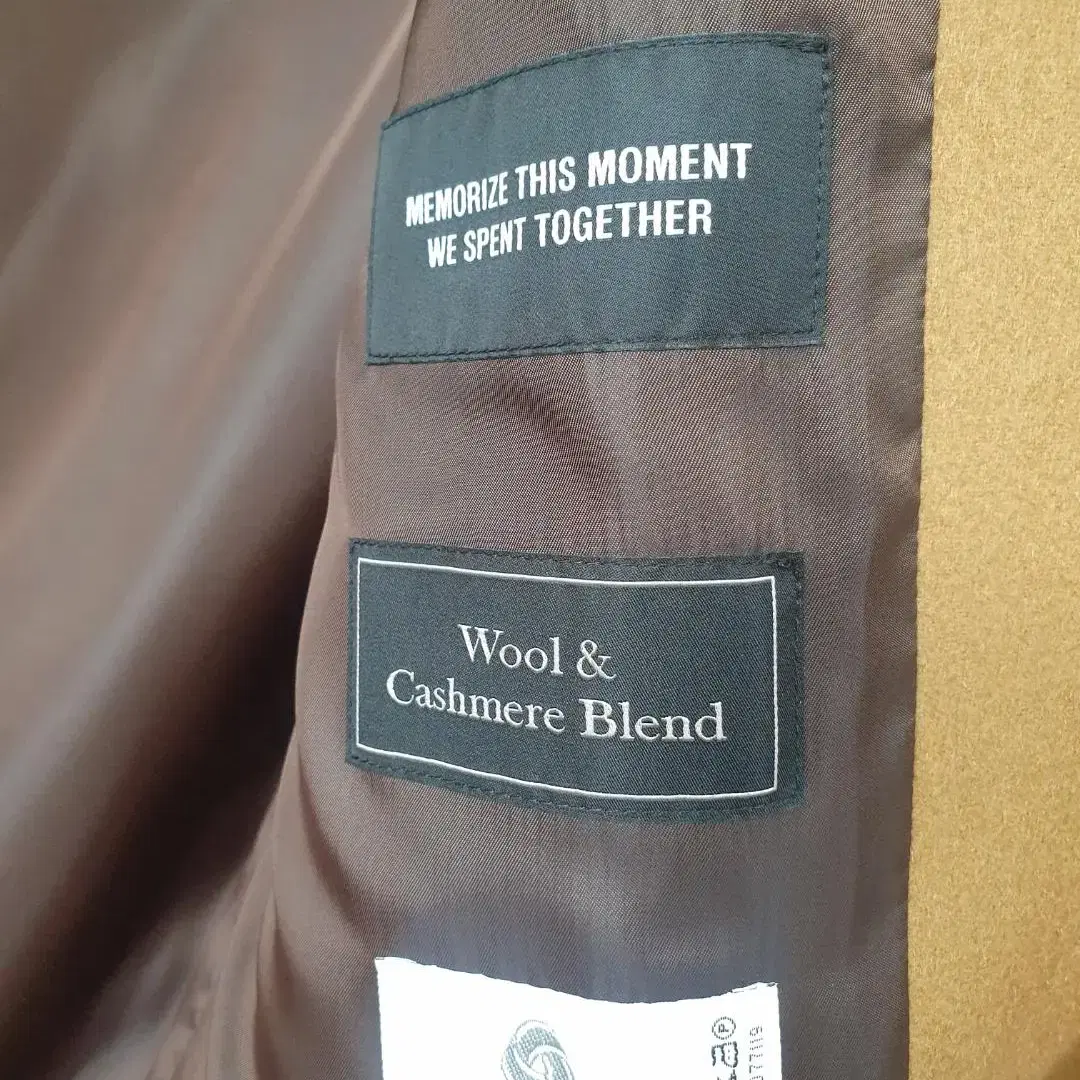 MEMORIZE THIS MOMENT
WE SPENT TOGETHER
Wool &
Cashmere Blend